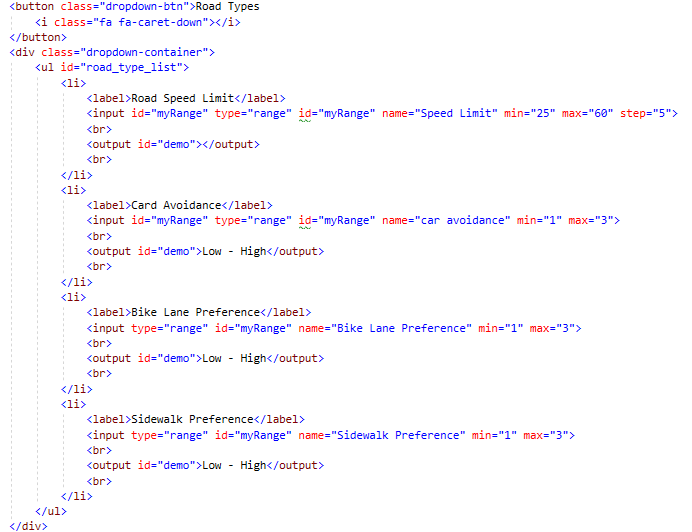 <button class="dropdown-btn">Road Types
<i class="fa fa-caret-down"></i>
</button>
<div class="dropdown-container">
<ul id="road_type_list">
<li>
<label>Road Speed Limit</label>
<input id="myRange" type="range" id="myRange" name="Speed Limit" min="25" max="60" step="5">
<br>
<output id="demo"></output>
<br>
</li>
<li>
<label>Card Avoidance</label>
<input id="myRange" type="range" id="myRange" name="car avoidance" min="1" max="3">
<br>
<output id="demo">Low - High</output>
<br>
</li>
<li>
<label>Bike Lane Preference</label>
<input type="range" id="myRange" name="Bike Lane Preference" min="1" max="3">
<br>
<output id="demo">Low - High</output>
<br>
</li>
<li>
<label>Sidewalk Preference</label>
<input type="range" id="myRange" name="Sidewalk Preference" min="1" max="3">
<br>
<output id="demo">Low - High</output>
<br>
</li>
</ul>
</div>